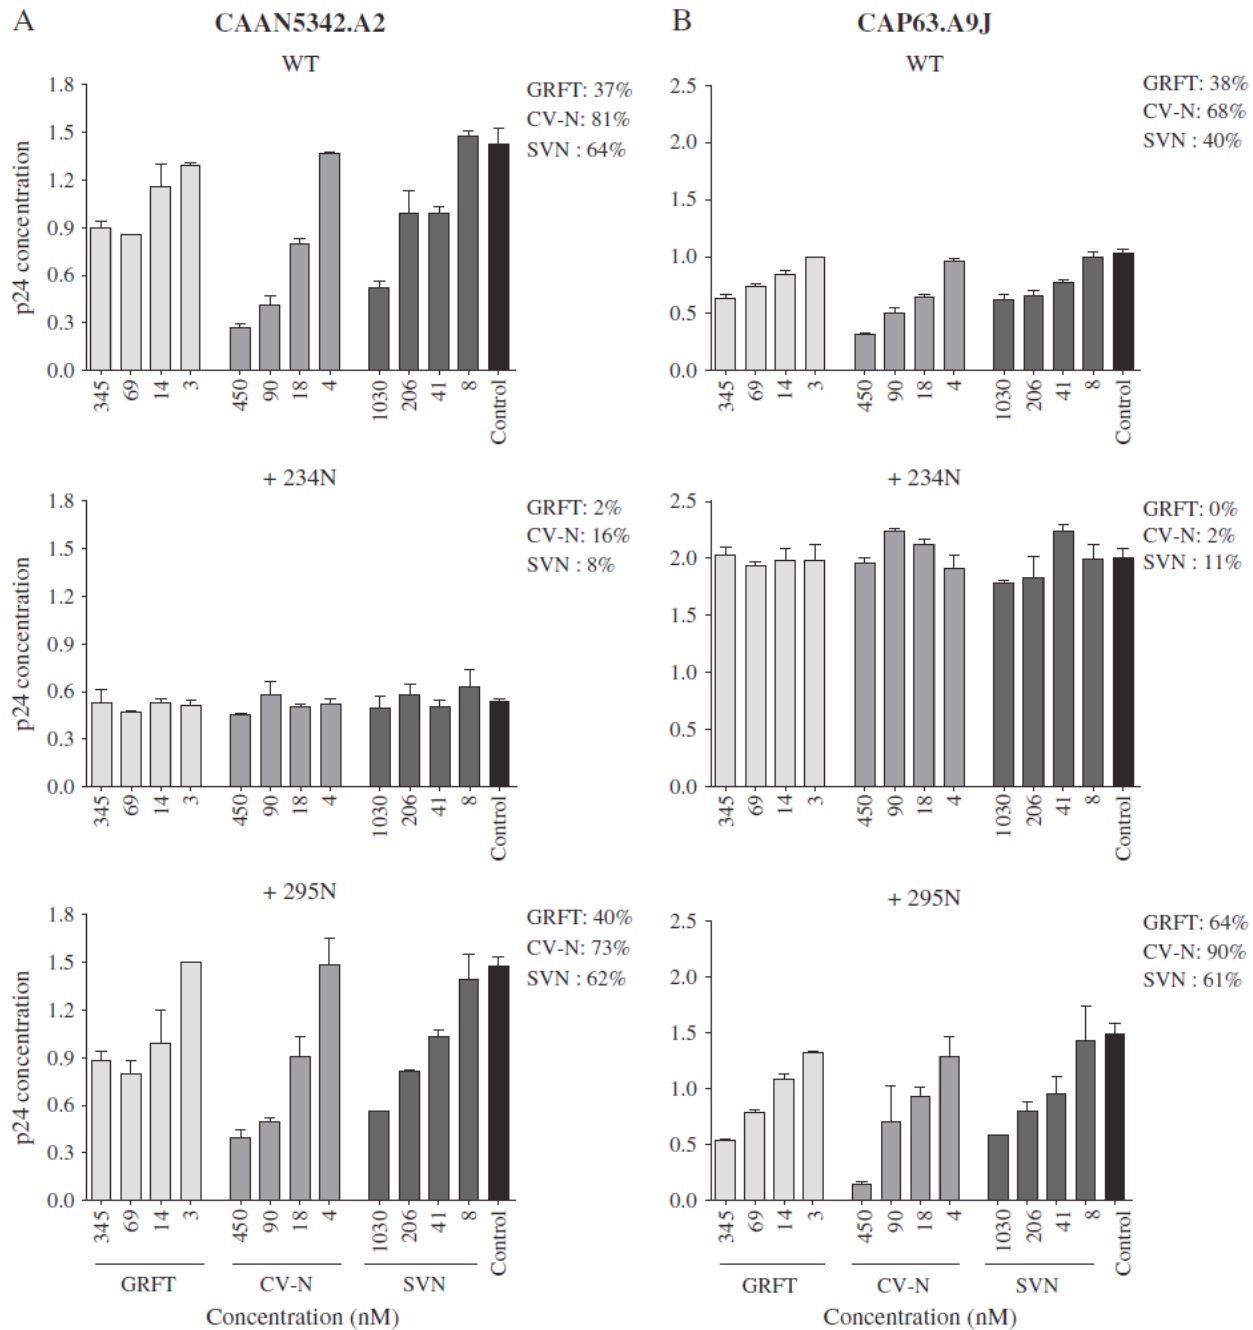 A CAAN5342.A2
WT
GRFT: 37%
CV-N: 81%
SVN : 64%
p24 concentration
1.8
1.5
1.2
0.9
0.6
0.3
0.0
345 69 14 3 450 90 18 4 1030 206 41 8 Control
+ 234N
GRFT: 2%
CV-N: 16%
SVN : 8%
p24 concentration
1.8
1.5
1.2
0.9
0.6
0.3
0.0
345 69 14 3 450 90 18 4 1030 206 41 8 Control
+ 295N
GRFT: 40%
CV-N: 73%
SVN : 62%
p24 concentration
1.8
1.5
1.2
0.9
0.6
0.3
0.0
345 69 14 3 450 90 18 4 1030 206 41 8 Control
GRFT CV-N SVN
Concentration (nM)
B CAP63.A9J
WT
GRFT: 38%
CV-N: 68%
SVN : 40%
2.5
2.0
1.5
1.0
0.5
0.0
345 69 14 3 450 90 18 4 1030 206 41 8 Control
+ 234N
GRFT: 0%
CV-N: 2%
SVN : 11%
2.5
2.0
1.5
1.0
0.5
0.0
345 69 14 3 450 90 18 4 1030 206 41 8 Control
+ 295N
GRFT: 64%
CV-N: 90%
SVN : 61%
2.5
2.0
1.5
1.0
0.5
0.0
345 69 14 3 450 90 18 4 1030 206 41 8 Control
GRFT CV-N SVN
Concentration (nM)